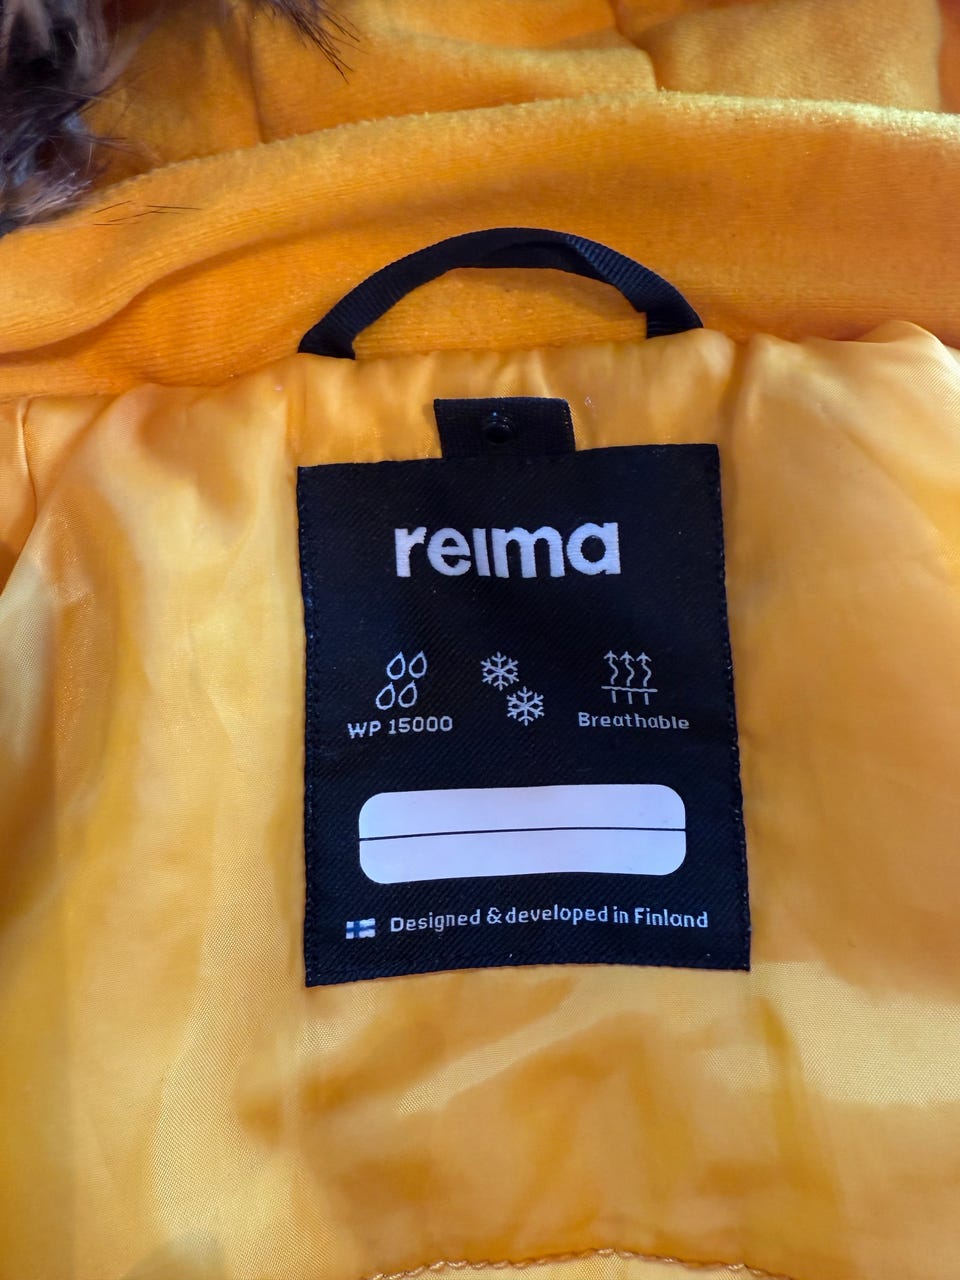 reima
WP 15000 Breathable
Designed & developed in Finland